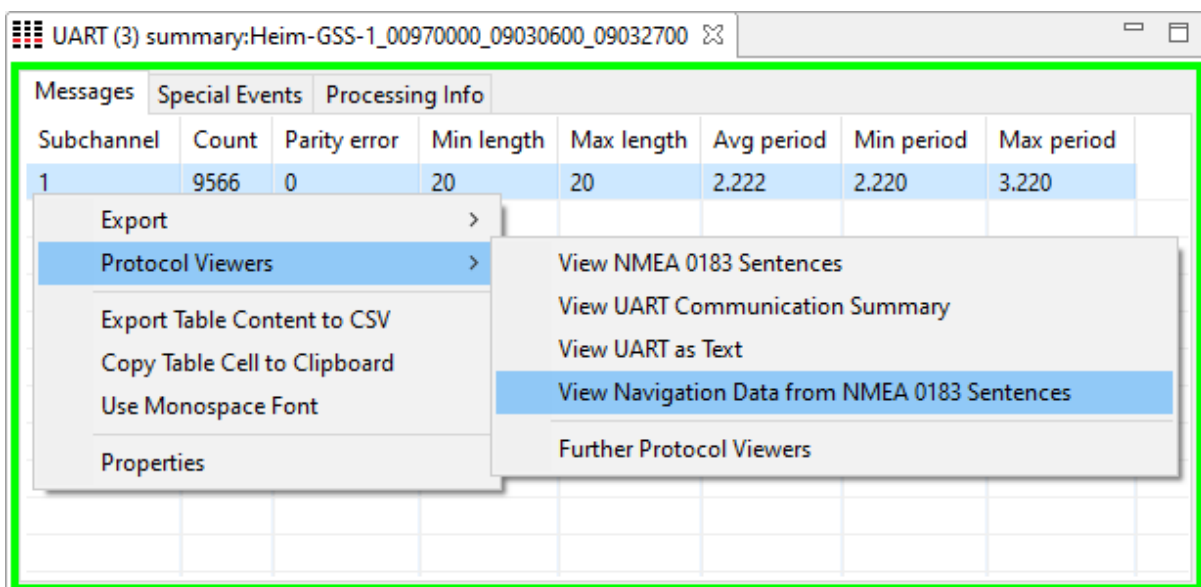 UART (3) summary:Heim-GSS-1_00970000_09030600_09032700
Messages Special Events Processing Info
Subchannel Count Parity error Min length Max length Avg period Min period Max period
1 9566 0 20 20 2.222 2.220 3.220
Export
Protocol Viewers
Export Table Content to CSV
Copy Table Cell to Clipboard
Use Monospace Font
Properties
View NMEA 0183 Sentences
View UART Communication Summary
View UART as Text
View Navigation Data from NMEA 0183 Sentences
Further Protocol Viewers